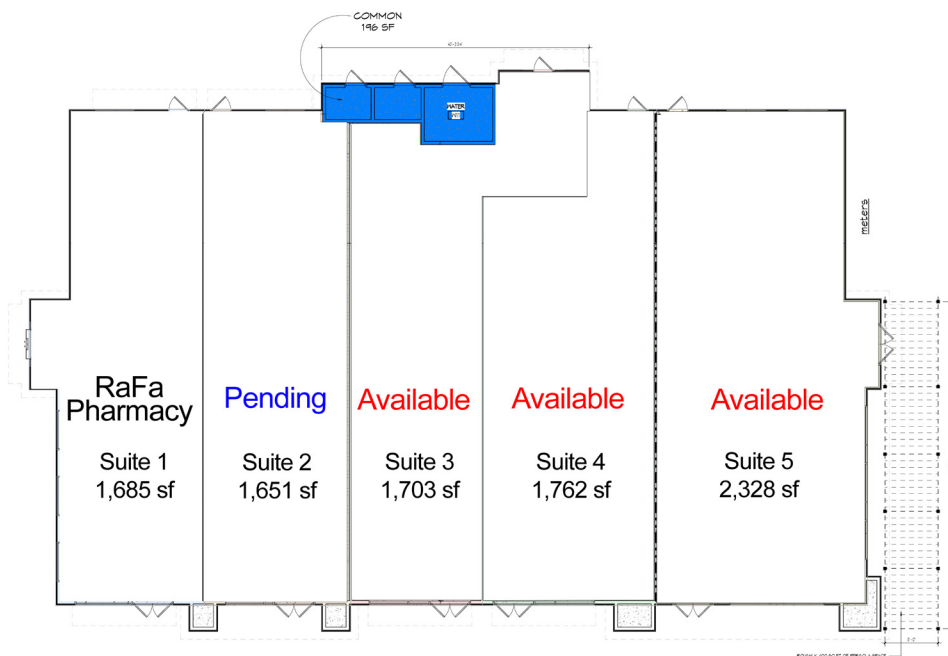 COMMON
196 SF
WATER
meters
RaFa
Pharmacy
Pending
Available
Available
Available
Suite 1
1,685 sf
Suite 2
1,651 sf
Suite 3
1,703 sf
Suite 4
1,762 sf
Suite 5
2,328 sf